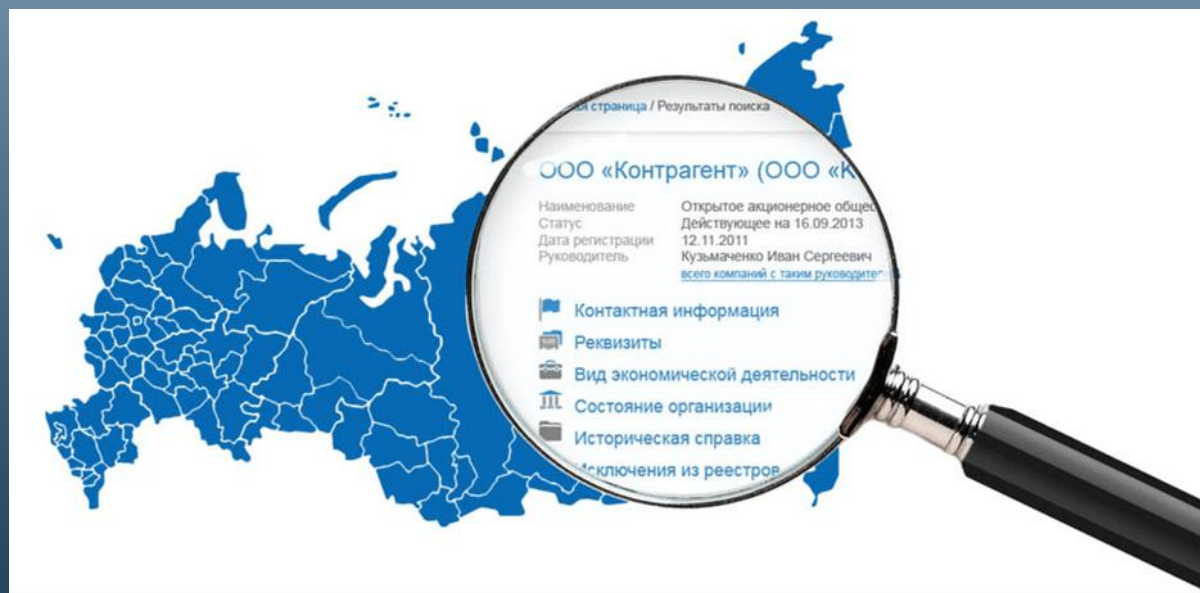 страница / Результаты поиска
ООО «Контрагент» (ООО «К
Наименование Открытое акционерное общес
Статус Действующее на 16.09.2013
Дата регистрации 12.11.2011
Руководитель Кузьмаченко Иван Сергеевич
всего компаний с таким руководител
Контактная информация
Реквизиты
Вид экономической деятельности
Состояние организации
Историческая справка
Исключения из реестров